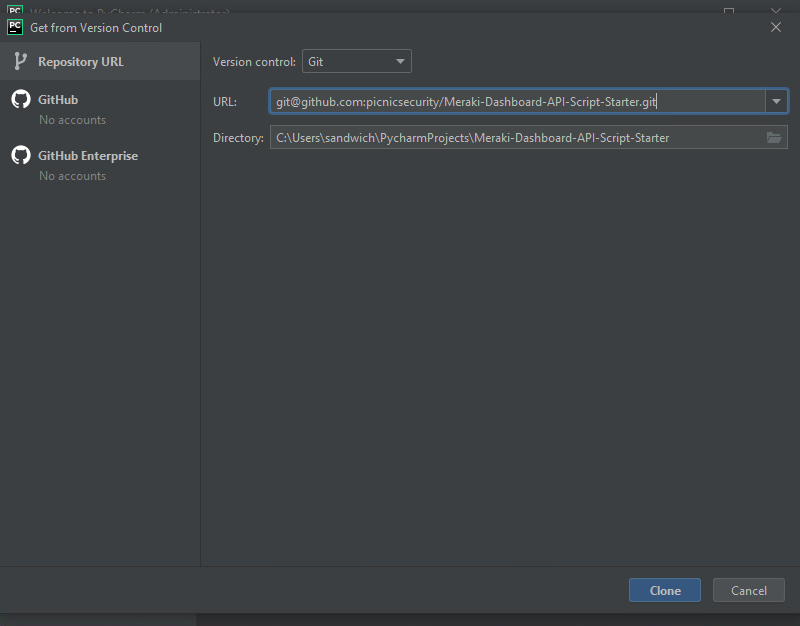 PC Welcome to PyCharm (Administrator)
PC Get from Version Control
Repository URL
GitHub
No accounts
GitHub Enterprise
No accounts
Version control: Git
URL: git@github.com:picnicsecurity/Meraki-Dashboard-API-Script-Starter.git
Directory: C:\Users\sandwich\PycharmProjects\Meraki-Dashboard-API-Script-Starter
Clone Cancel